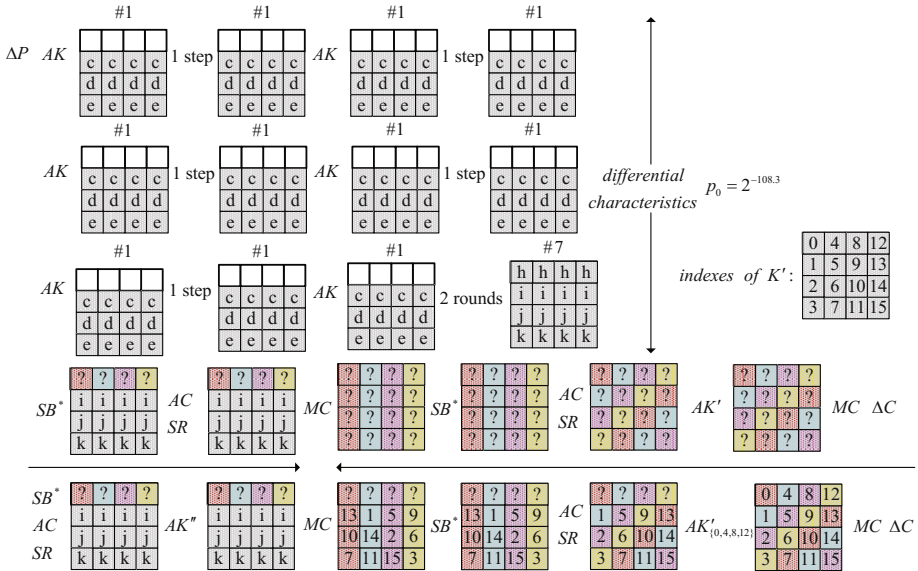 #1 #1 #1 #1
ΔP AK 1 step AK 1 step
c c c c c c c c c c c c c c c c
d d d d d d d d d d d d d d d d
e e e e e e e e e e e e e e e e
#1 #1 #1 #1
AK 1 step AK 1 step
c c c c c c c c c c c c c c c c
d d d d d d d d d d d d d d d d
e e e e e e e e e e e e e e e e
differential
characteristics p₀ = 2^{-108.3}
#1 #1 #1 #7
AK 1 step AK 2 rounds
h h h h
c c c c c c c c c c c c i i i i
d d d d d d d d d d d d j j j j
e e e e e e e e e e e e k k k k
indexes of K′ :
0 4 8 12
1 5 9 13
2 6 10 14
3 7 11 15
SB* AC SR MC SB* AC SR AK′ MC ΔC
? ? ? ? ? ? ? ? ? ? ? ? ? ? ? ? ? ? ? ? ? ? ? ?
i i i i i i i i ? ? ? ? ? ? ? ? ? ? ? ? ? ? ? ?
j j j j j j j j ? ? ? ? ? ? ? ? ? ? ? ? ? ? ? ?
k k k k k k k k ? ? ? ? ? ? ? ? ? ? ? ? ? ? ? ?
SB* AC SR AK″ MC SB* AC SR AK′{0,4,8,12} MC ΔC
? ? ? ? ? ? ? ? ? ? ? ? ? ? ? ? ? ? ? ? 0 4 8 12
i i i i i i i i 13 1 5 9 13 1 5 9 1 5 9 13 1 5 9 13
j j j j j j j j 10 14 2 6 10 14 2 6 2 6 10 14 2 6 10 14
k k k k k k k k 7 11 15 3 7 11 15 3 3 7 11 15 3 7 11 15